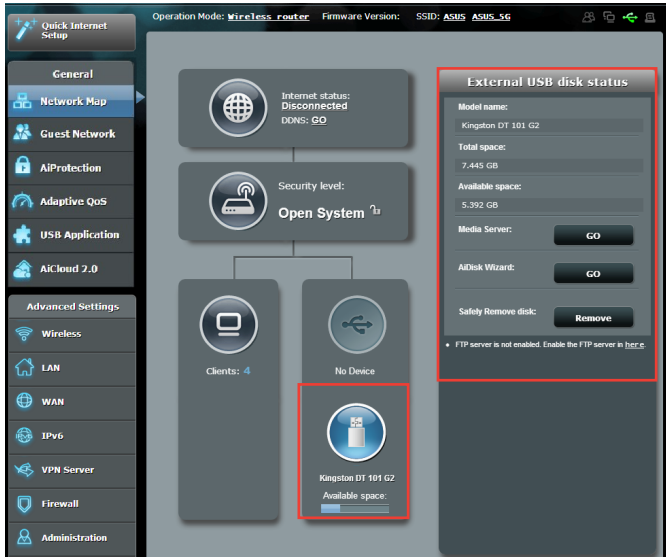 Quick Internet
Setup
Operation Mode: Wireless router Firmware Version: SSID: ASUS ASUS_5G
General
Network Map
Guest Network
AiProtection
Adaptive QoS
USB Application
AiCloud 2.0
Advanced Settings
Wireless
LAN
WAN
IPv6
VPN Server
Firewall
Administration
Internet status:
Disconnected
DDNS: GO
Security level:
Open System
Clients: 4
No Device
Kingston DT 101 G2
Available space:
External USB disk status
Model name:
Kingston DT 101 G2
Total space:
7.445 GB
Available space:
5.392 GB
Media Server: GO
AiDisk Wizard: GO
Safely Remove disk: Remove
• FTP server is not enabled. Enable the FTP server in here.